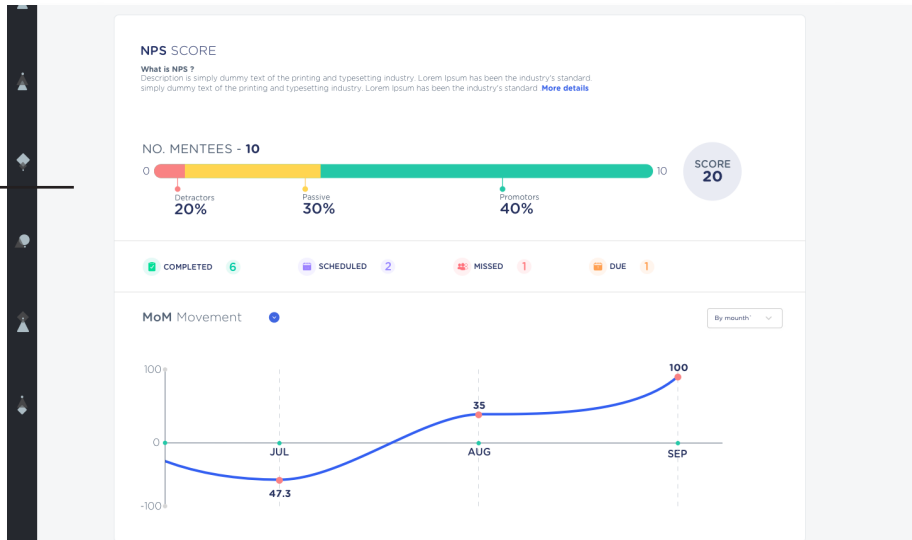 NPS SCORE
What is NPS ?
Description is simply dummy text of the printing and typesetting industry. Lorem Ipsum has been the industry's standard.
simply dummy text of the printing and typesetting industry. Lorem Ipsum has been the industry's standard More details
NO. MENTEES - 10
0 10
SCORE
20
Detractors Passive Promotors
20% 30% 40%
COMPLETED 6 SCHEDULED 2 MISSED 1 DUE 1
MoM Movement By mounth'
100
100
35
0
JUL AUG SEP
47.3
-100